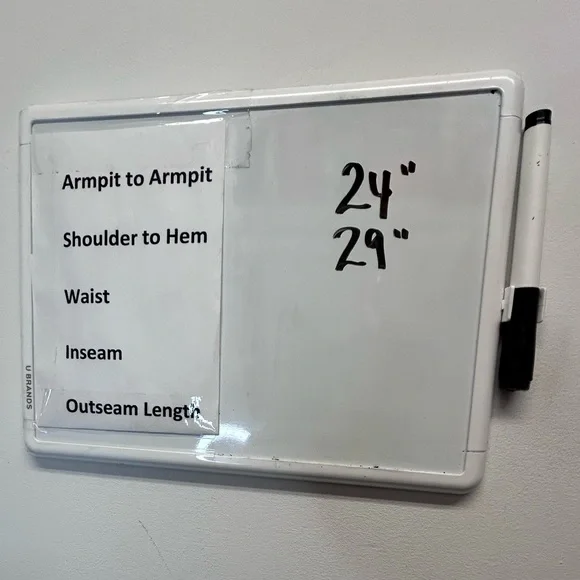 Armpit to Armpit 24"
Shoulder to Hem 29"
Waist
Inseam
Outseam Length
U BRANDS